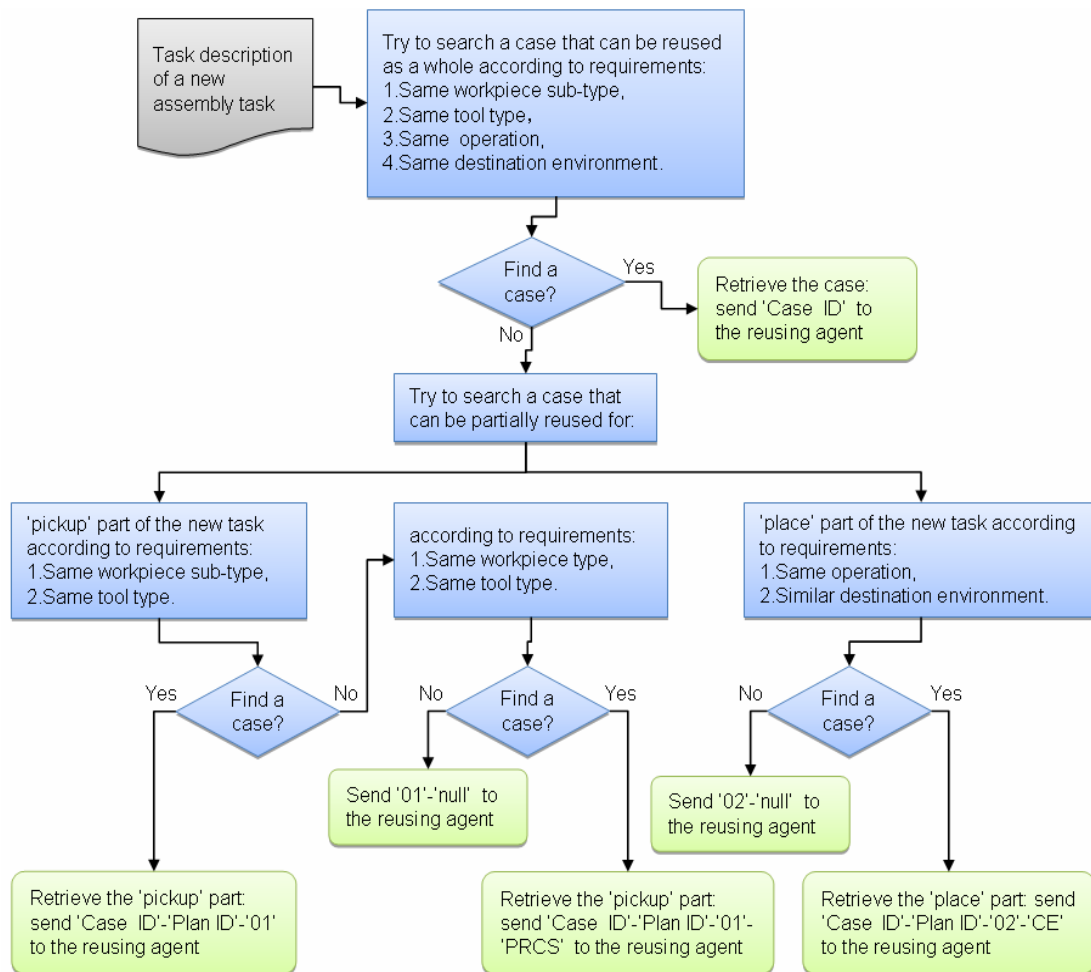 Task description
of a new
assembly task
Try to search a case that can be reused
as a whole according to requirements:
1.Same workpiece sub-type,
2.Same tool type,
3.Same operation,
4.Same destination environment.
Find a
case?
Yes
No
Retrieve the case:
send 'Case ID' to
the reusing agent
Try to search a case that
can be partially reused for:
'pickup' part of the new task
according to requirements:
1.Same workpiece sub-type,
2.Same tool type.
according to requirements:
1.Same workpiece type,
2.Same tool type.
'place' part of the new task according
to requirements:
1.Same operation,
2.Similar destination environment.
Yes
Find a
case?
No
No
Find a
case?
Yes
No
Find a
case?
Yes
Send '01'-'null' to
the reusing agent
Send '02'-'null' to
the reusing agent
Retrieve the 'pickup' part:
send 'Case ID'-'Plan ID'-'01'
to the reusing agent
Retrieve the 'pickup' part:
send 'Case ID'-'Plan ID'-'01'-
'PRCS' to the reusing agent
Retrieve the 'place' part: send
'Case ID'-'Plan ID'-'02'-'CE'
to the reusing agent